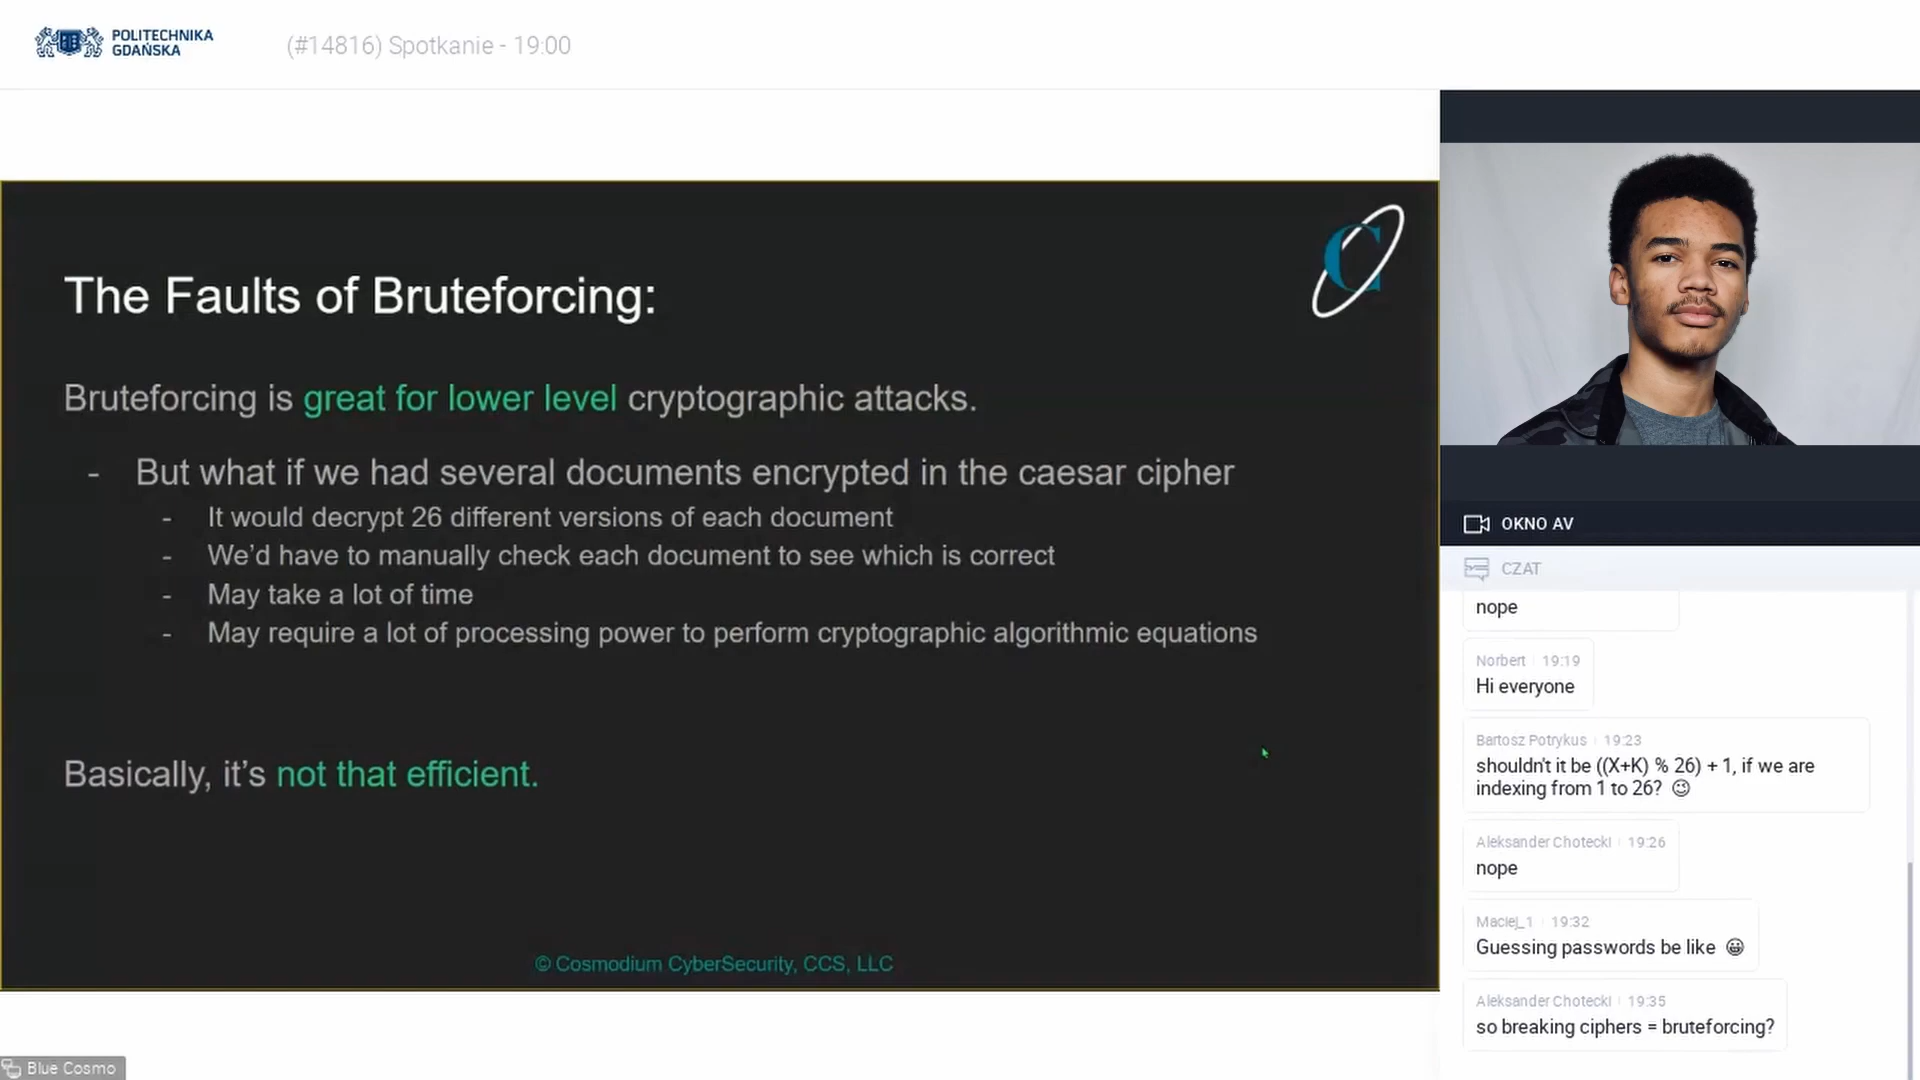 POLITECHNIKA
GDAŃSKA
(#14816) Spotkanie - 19:00
The Faults of Bruteforcing:
Bruteforcing is great for lower level cryptographic attacks.
- But what if we had several documents encrypted in the caesar cipher
- It would decrypt 26 different versions of each document
- We'd have to manually check each document to see which is correct
- May take a lot of time
- May require a lot of processing power to perform cryptographic algorithmic equations
Basically, it's not that efficient.
© Cosmodium CyberSecurity, CCS, LLC
Blue Cosmo
OKNO AV
CZAT
nope
Norbert 19:19
Hi everyone
Bartosz Potrykus 19:23
shouldn't it be ((X+K) % 26) + 1, if we are
indexing from 1 to 26? 😉
Aleksander Chotecki 19:26
nope
Maciej_1 19:32
Guessing passwords be like 😀
Aleksander Chotecki 19:35
so breaking ciphers = bruteforcing?